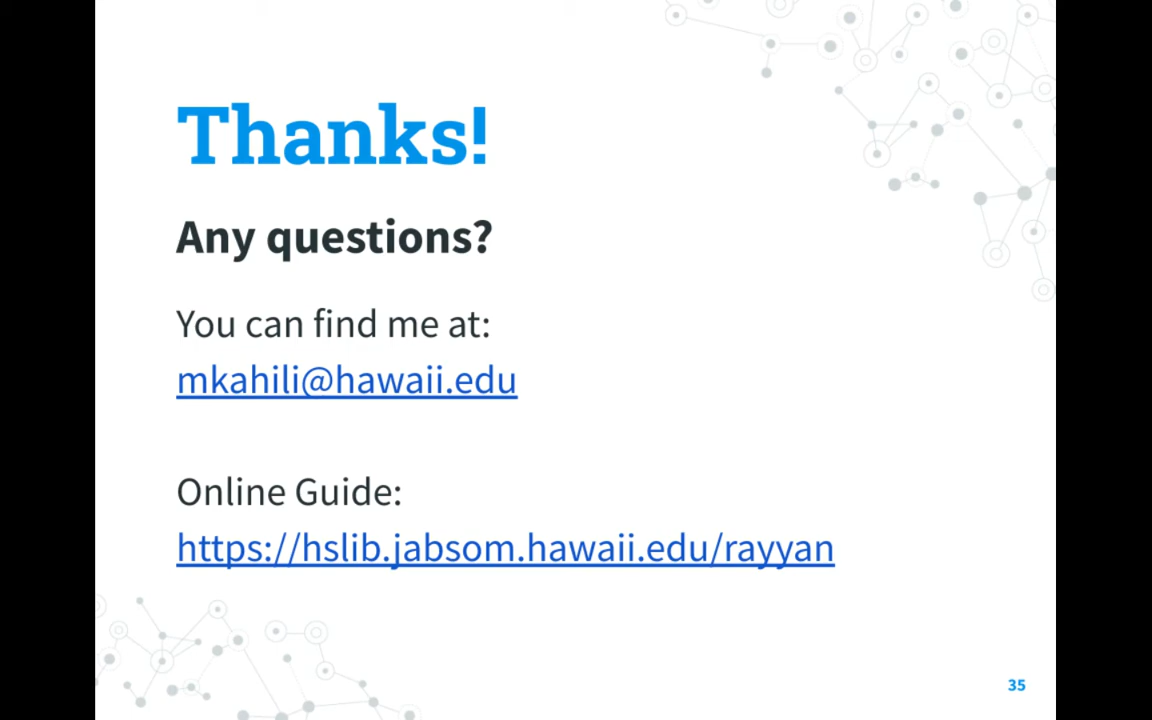 Thanks!
Any questions?
You can find me at:
mkahili@hawaii.edu
Online Guide:
https://hslib.jabsom.hawaii.edu/rayyan
35